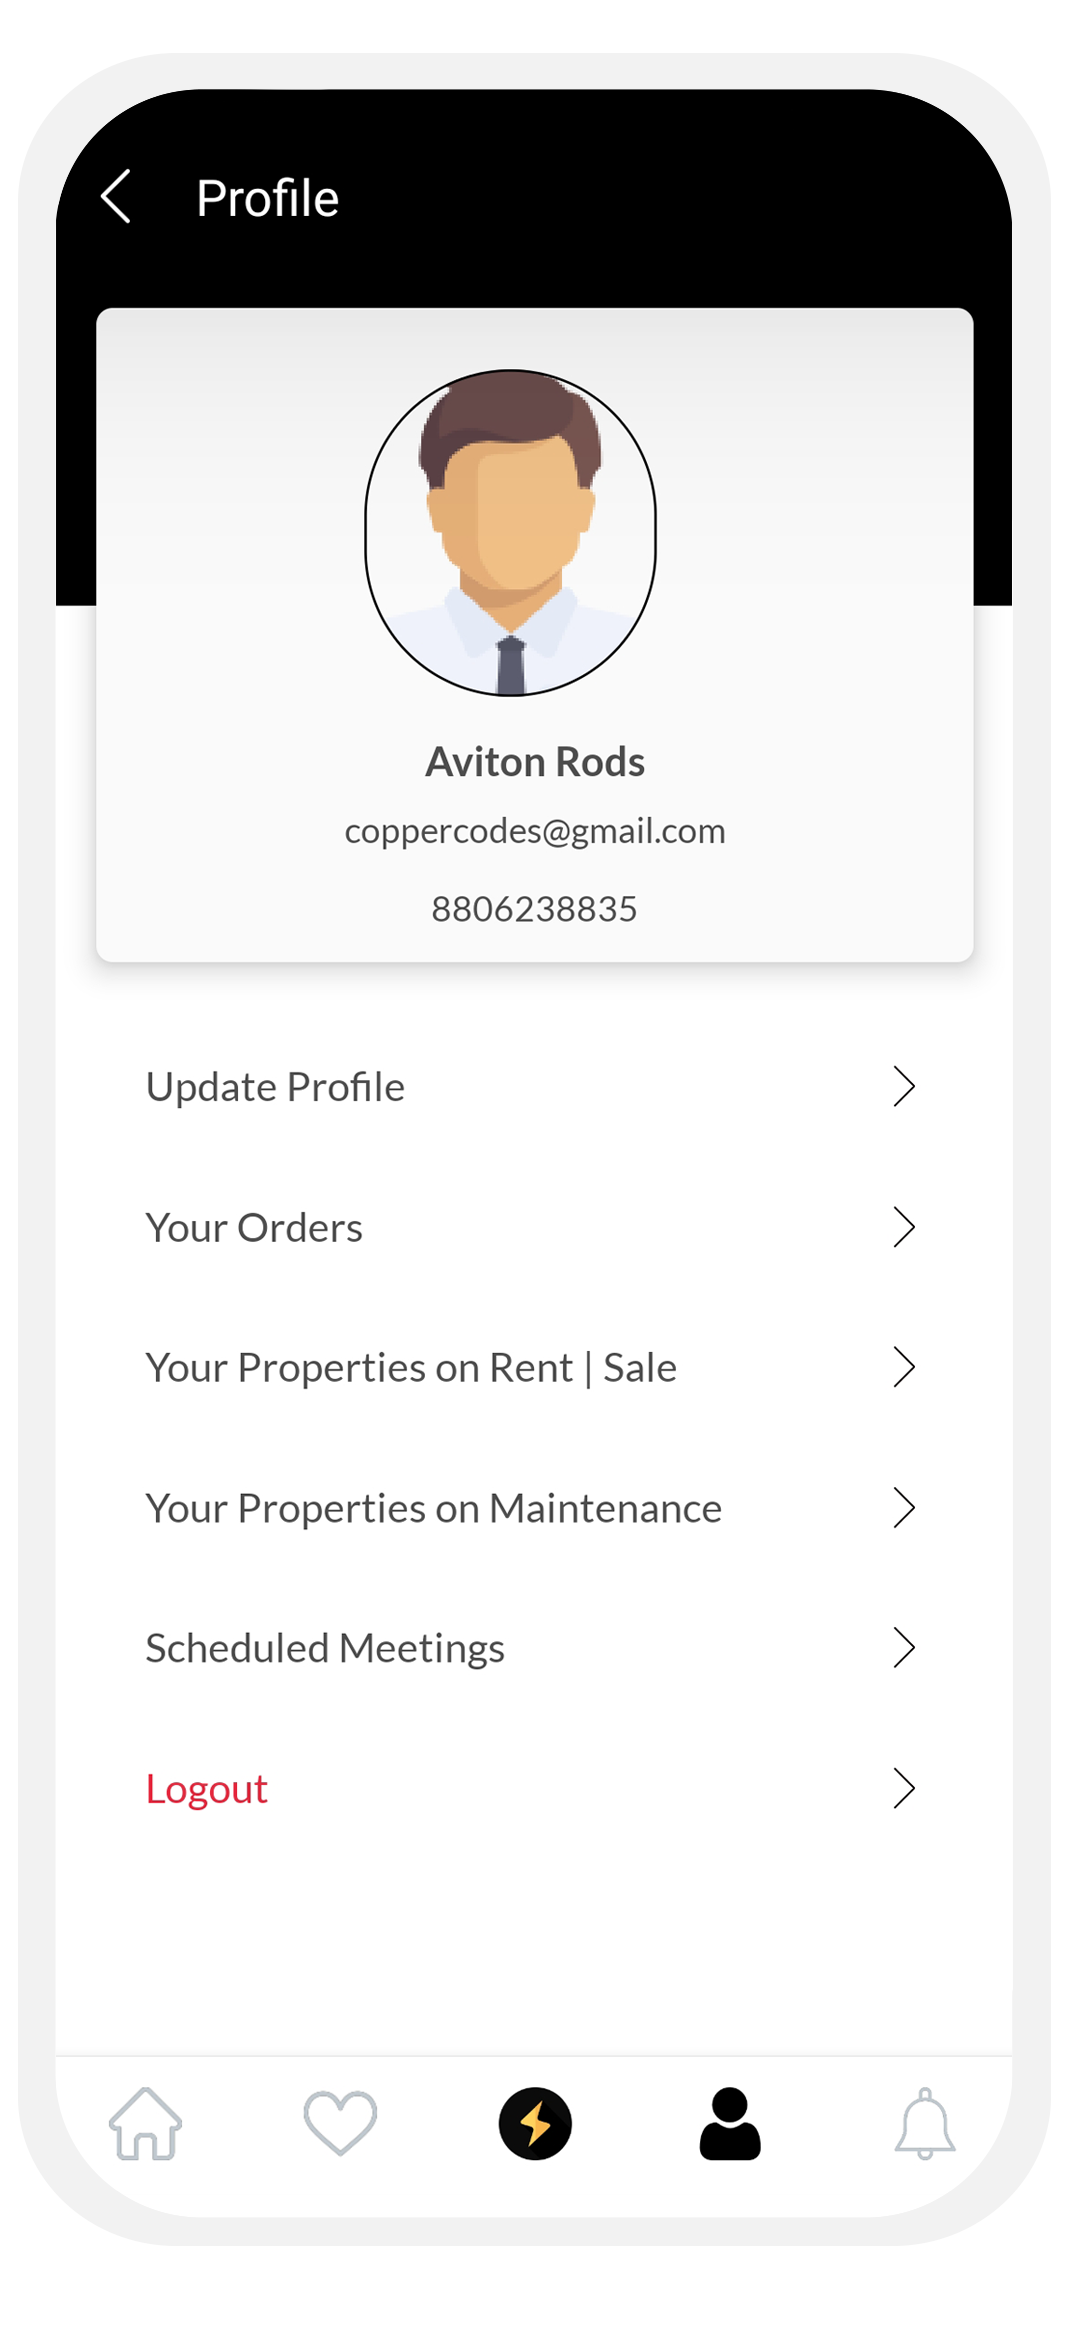 Profile
Aviton Rods
coppercodes@gmail.com
8806238835
Update Profile
Your Orders
Your Properties on Rent | Sale
Your Properties on Maintenance
Scheduled Meetings
Logout